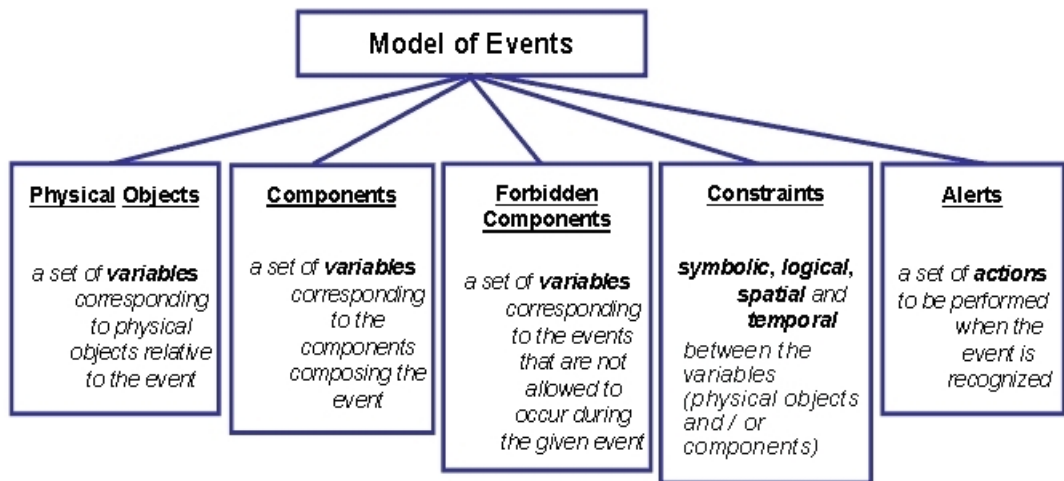 Model of Events
Physical Objects
a set of variables
corresponding
to physical
objects relative
to the event
Components
a set of variables
corresponding
to the
components
composing the
event
Forbidden
Components
a set of variables
corresponding
to the events
that are not
allowed to
occur during
the given event
Constraints
symbolic, logical,
spatial and
temporal
between the
variables
(physical objects
and / or
components)
Alerts
a set of actions
to be performed
when the
event is
recognized